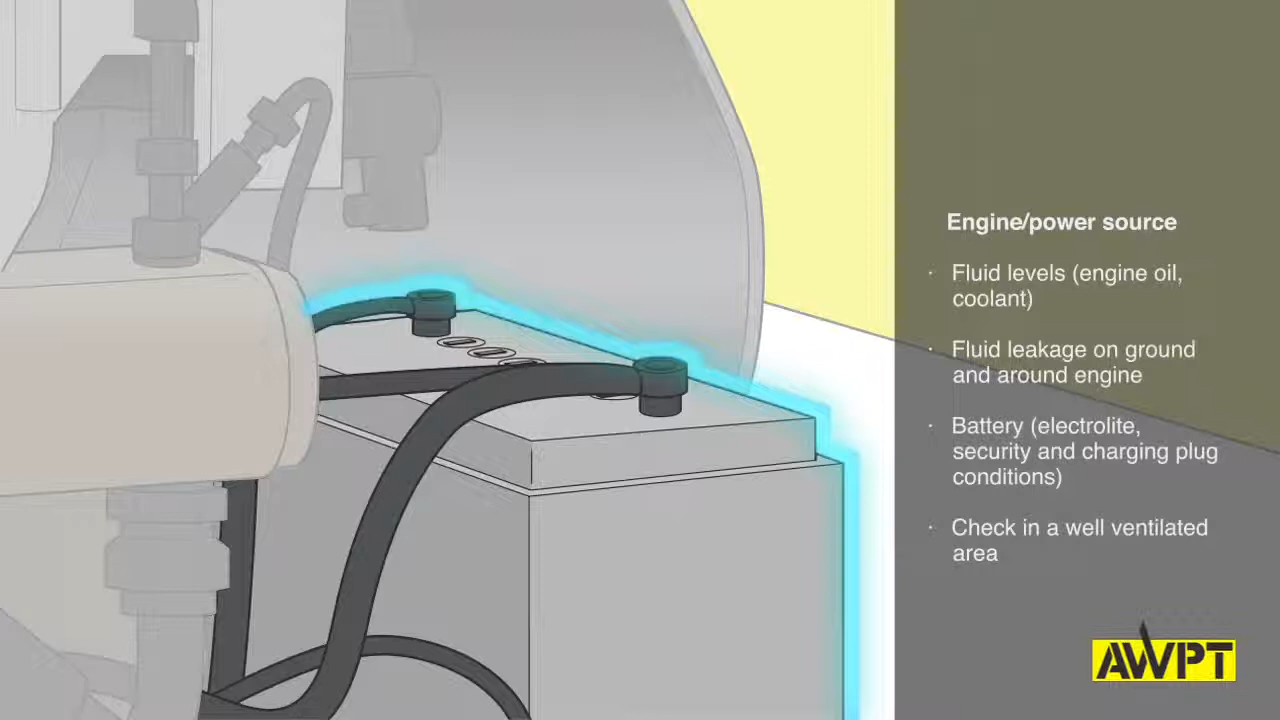 Engine/power source
· Fluid levels (engine oil,
coolant)
· Fluid leakage on ground
and around engine
· Battery (electrolite,
security and charging plug
conditions)
· Check in a well ventilated
area
AWPT